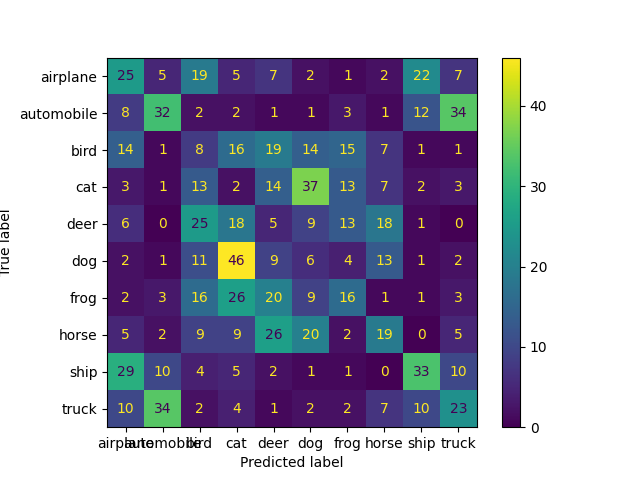 airplane 25 5 19 5 7 2 1 2 22 7
automobile 8 32 2 2 1 1 3 1 12 34
bird 14 1 8 16 19 14 15 7 1 1
cat 3 1 13 2 14 37 13 7 2 3
deer 6 0 25 18 5 9 13 18 1 0
dog 2 1 11 46 9 6 4 13 1 2
frog 2 3 16 26 20 9 16 1 1 3
horse 5 2 9 9 26 20 2 19 0 5
ship 29 10 4 5 2 1 1 0 33 10
truck 10 34 2 4 1 2 2 7 10 23
airplane automobile bird cat deer dog frog horse ship truck
Predicted label
True label
40
30
20
10
0